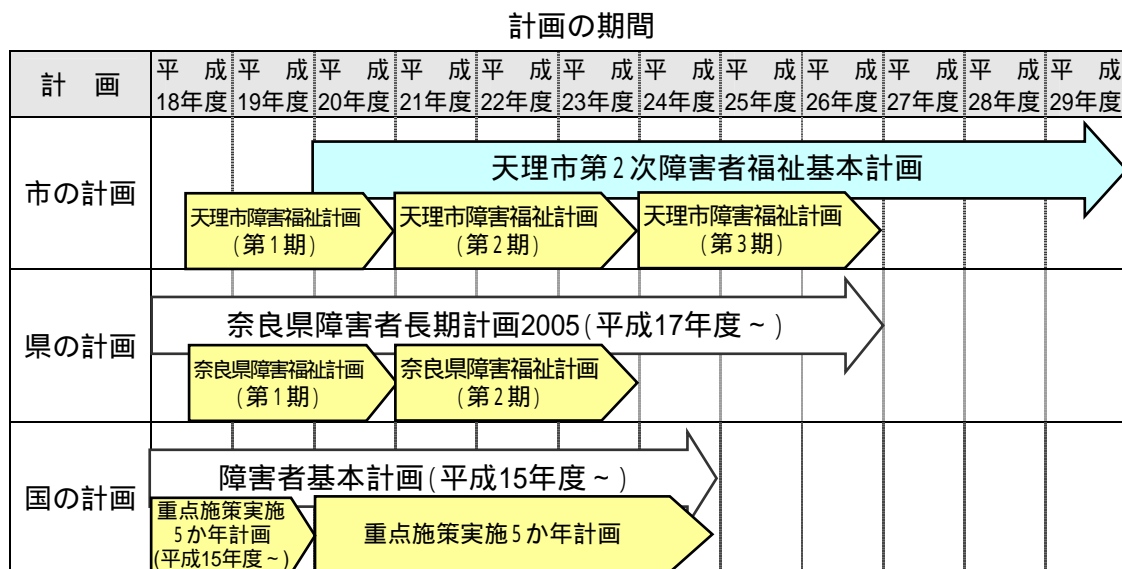 計画の期間
計　画
平　成 平　成 平　成 平　成 平　成 平　成 平　成 平　成 平　成 平　成 平　成 平　成
18年度 19年度 20年度 21年度 22年度 23年度 24年度 25年度 26年度 27年度 28年度 29年度
市の計画
天理市第2次障害者福祉基本計画
天理市障害福祉計画
(第1期)
天理市障害福祉計画
(第2期)
天理市障害福祉計画
(第3期)
県の計画
奈良県障害者長期計画2005(平成17年度～)
奈良県障害福祉計画
(第1期)
奈良県障害福祉計画
(第2期)
国の計画
障害者基本計画(平成15年度～)
重点施策実施
5か年計画
(平成15年度～)
重点施策実施5か年計画